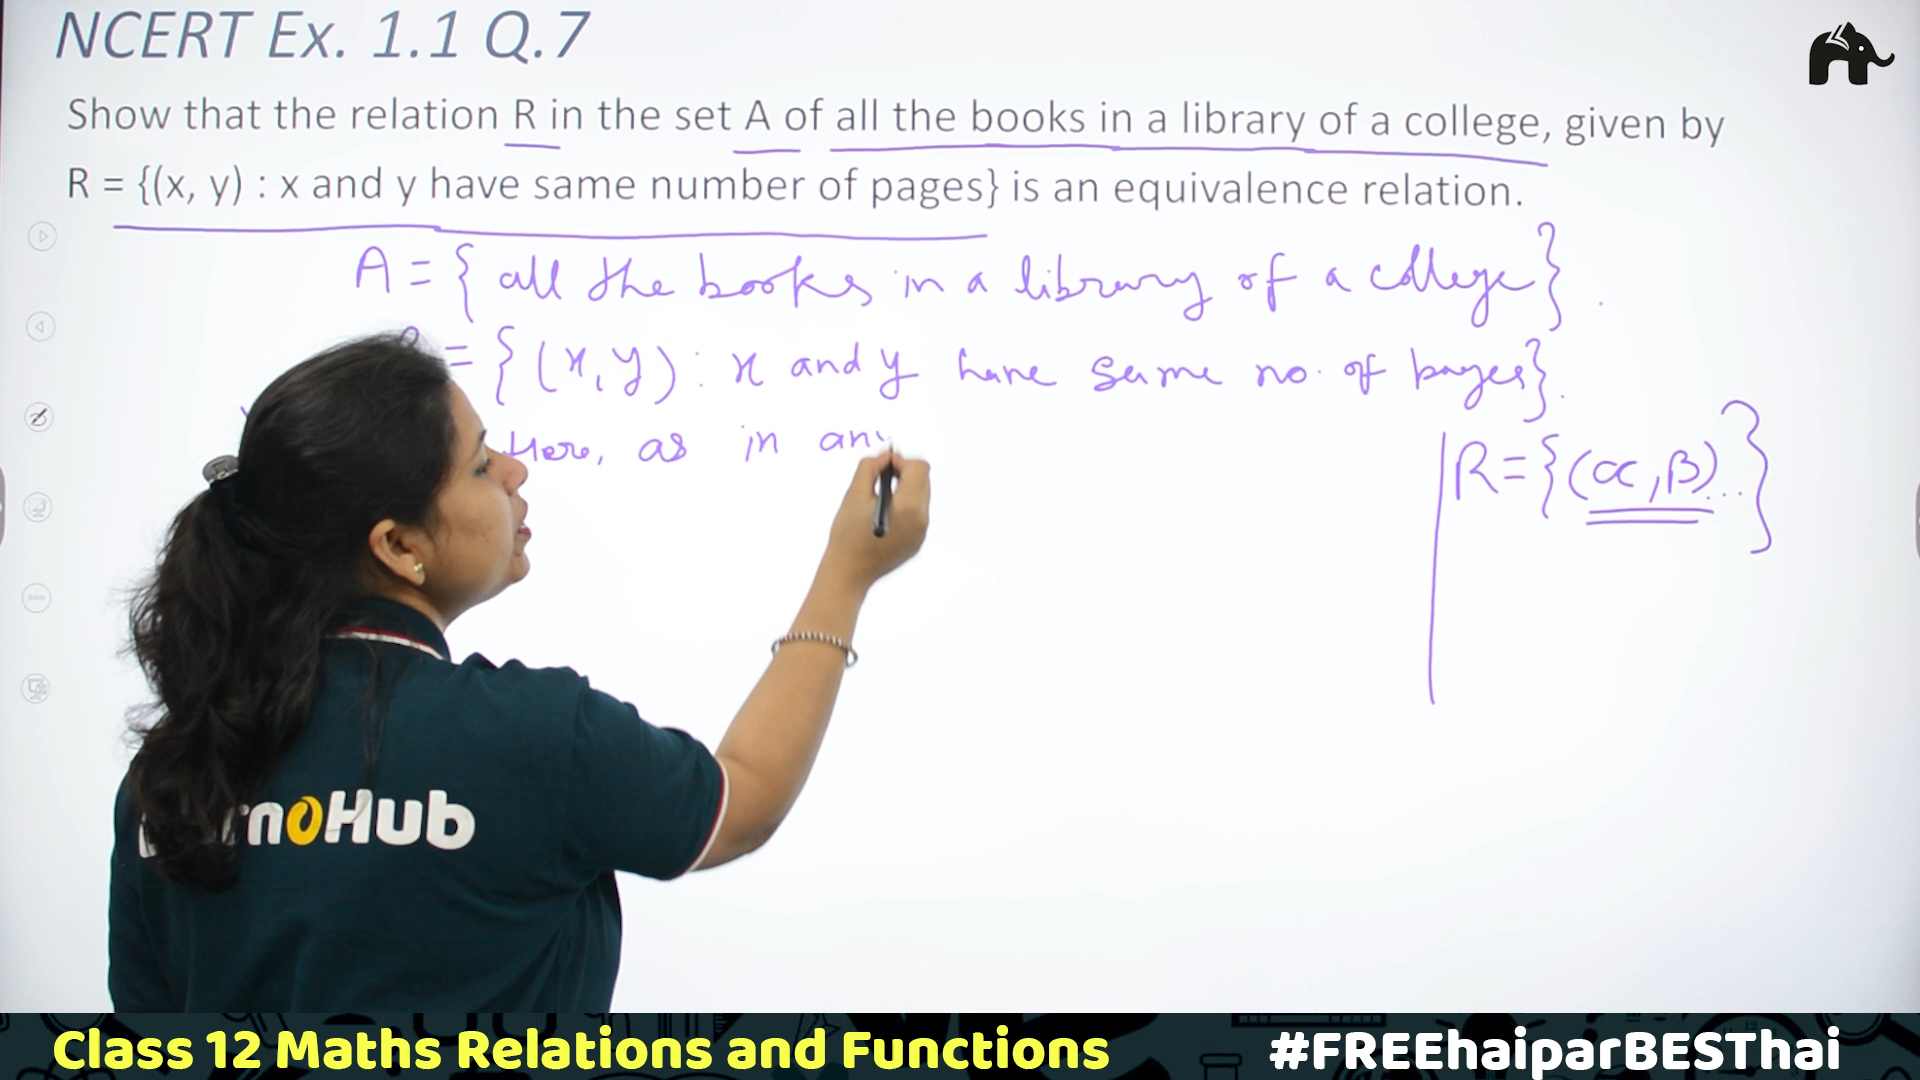 NCERT Ex. 1.1 Q.7
Show that the relation R in the set A of all the books in a library of a college, given by
R = {(x, y) : x and y have same number of pages} is an equivalence relation.
A = { all the books in a library of a college}
= {(x, y) : x and y have same no. of pages}.
Here, as in any
R = {(α, β)...}
rnoHub
Class 12 Maths Relations and Functions
#FREEhaiparBESThai